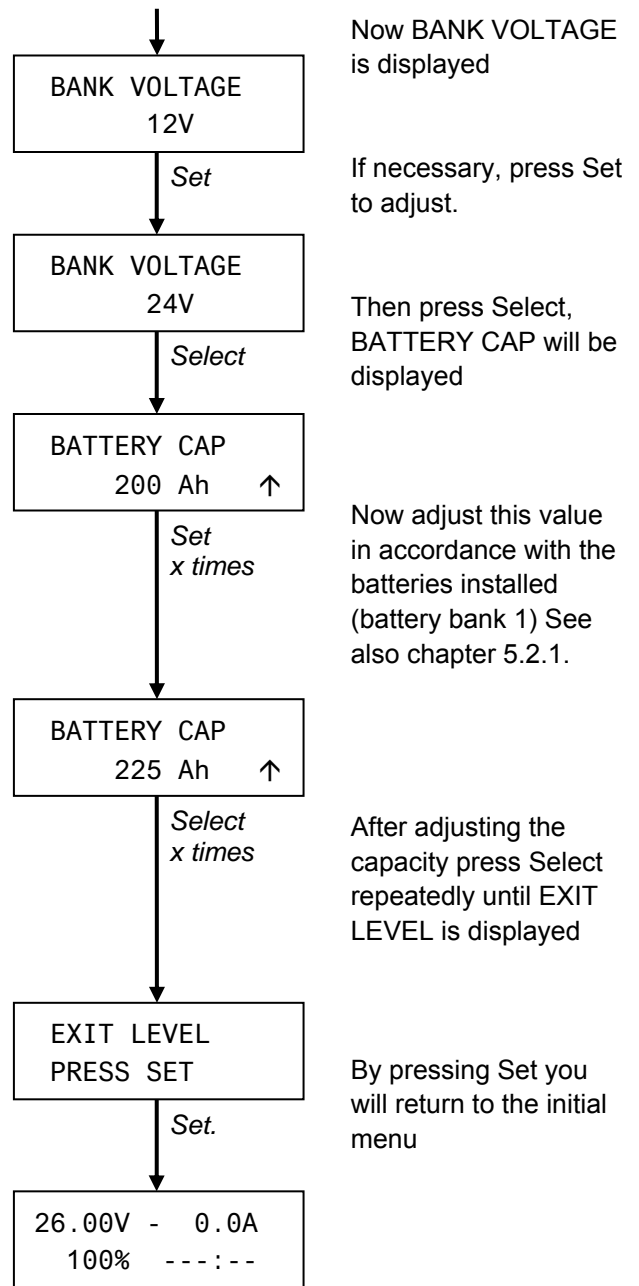 Now BANK VOLTAGE
is displayed
BANK VOLTAGE
12V
Set
If necessary, press Set
to adjust.
BANK VOLTAGE
24V
Select
Then press Select,
BATTERY CAP will be
displayed
BATTERY CAP
200 Ah ↑
Set
x times
Now adjust this value
in accordance with the
batteries installed
(battery bank 1) See
also chapter 5.2.1.
BATTERY CAP
225 Ah ↑
Select
x times
After adjusting the
capacity press Select
repeatedly until EXIT
LEVEL is displayed
EXIT LEVEL
PRESS SET
Set.
By pressing Set you
will return to the initial
menu
26.00V - 0.0A
100% ---:--